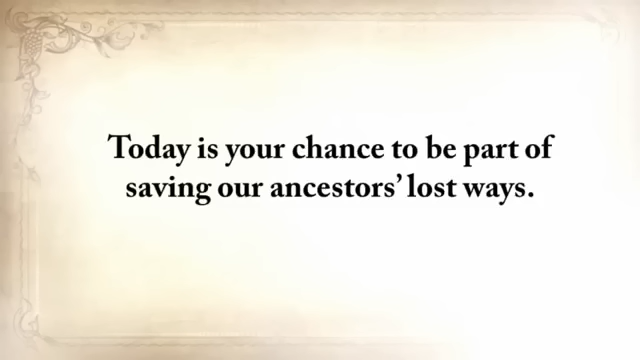 Today is your chance to be part of
saving our ancestors’ lost ways.